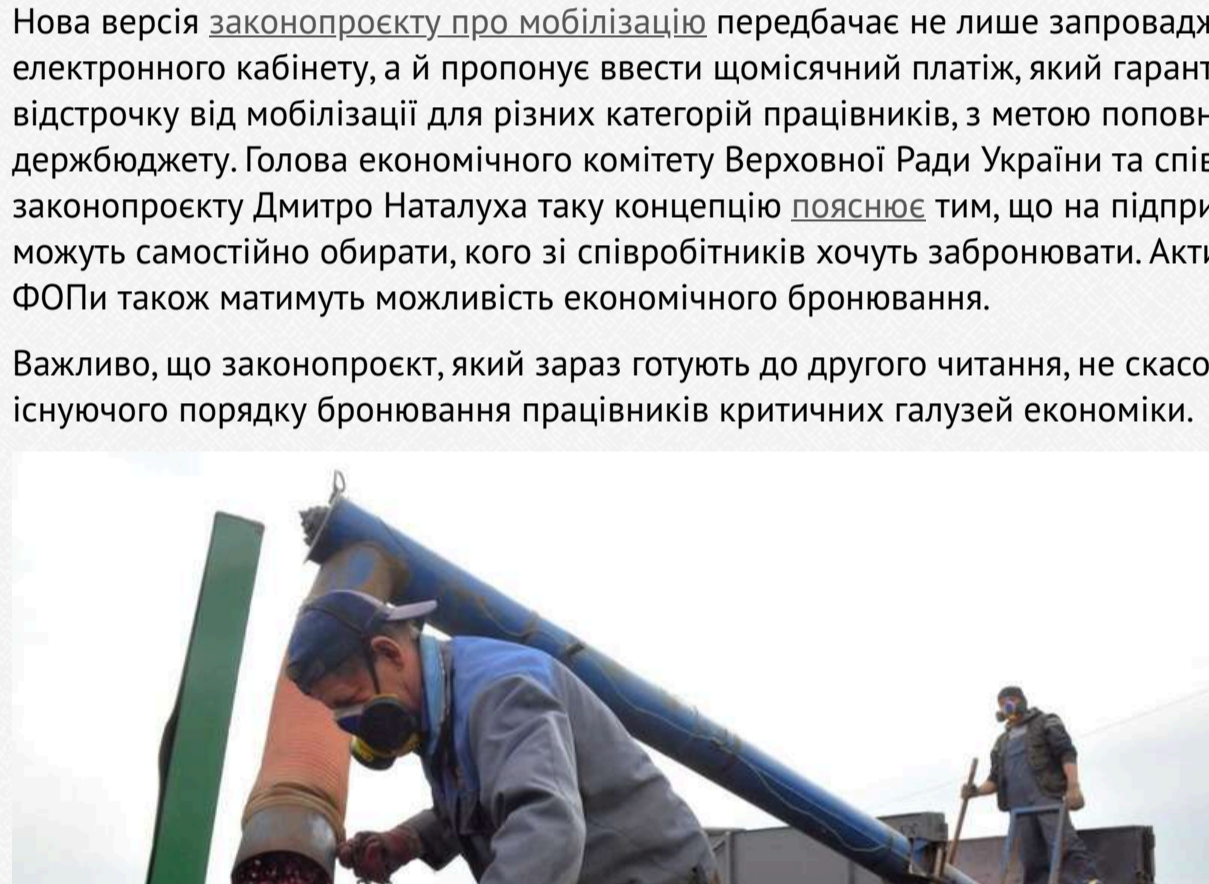 Нова версія законопроєкту про мобілізацію передбачає не лише запровадж
електронного кабінету, а й пропонує ввести щомісячний платіж, який гарант
відстрочку від мобілізації для різних категорій працівників, з метою поповн
держбюджету. Голова економічного комітету Верховної Ради України та спів
законопроєкту Дмитро Наталуха таку концепцію пояснює тим, що на підпри
можуть самостійно обирати, кого зі співробітників хочуть забронювати. Акти
ФОПи також матимуть можливість економічного бронювання.
Важливо, що законопроєкт, який зараз готують до другого читання, не скасо
існуючого порядку бронювання працівників критичних галузей економіки.